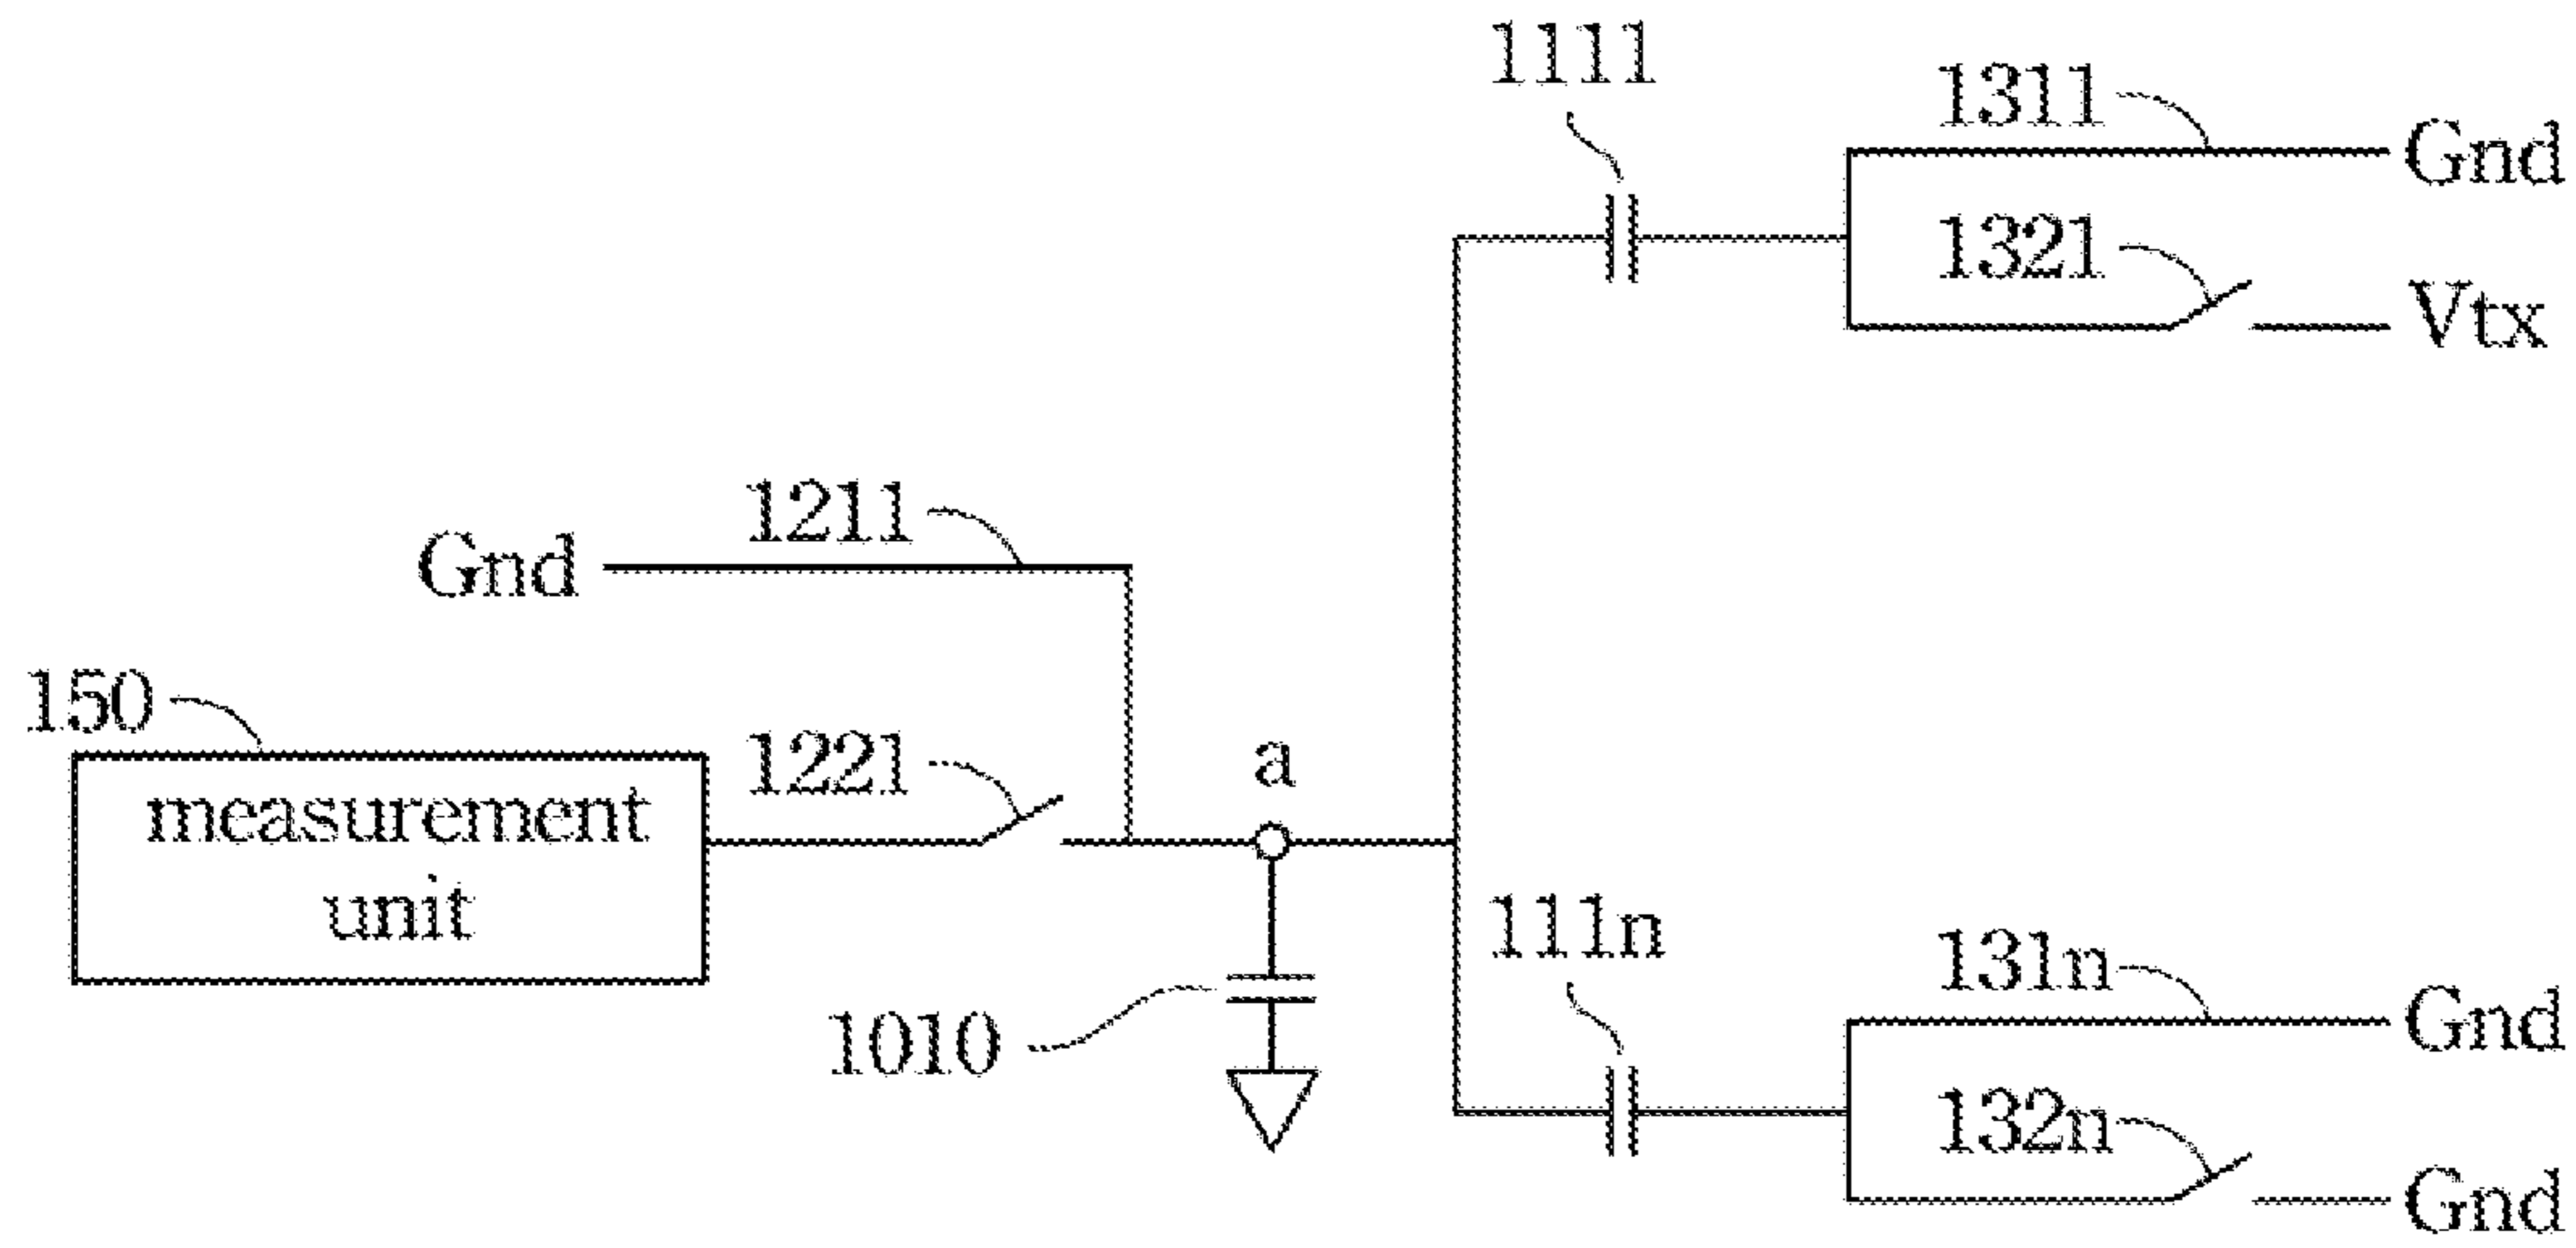 1111
1311
Gnd
1321
Vtx
1211
Gnd
150
1221
a
measurement
unit
1010
111n
131n
Gnd
132n
Gnd